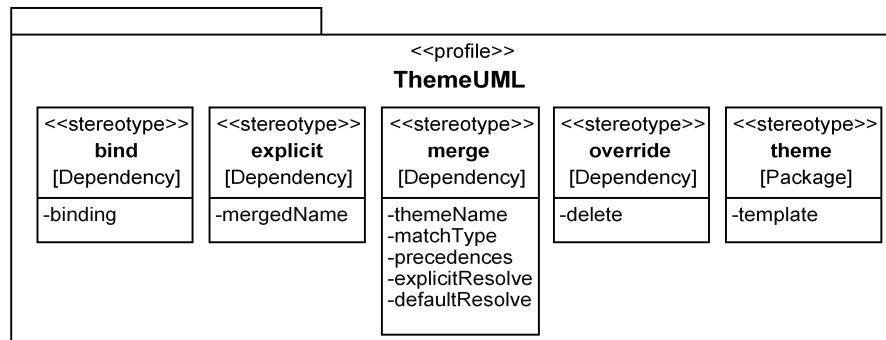 <<profile>>
ThemeUML
<<stereotype>>
bind
[Dependency]
-binding
<<stereotype>>
explicit
[Dependency]
-mergedName
<<stereotype>>
merge
[Dependency]
-themeName
-matchType
-precedences
-explicitResolve
-defaultResolve
<<stereotype>>
override
[Dependency]
-delete
<<stereotype>>
theme
[Package]
-template